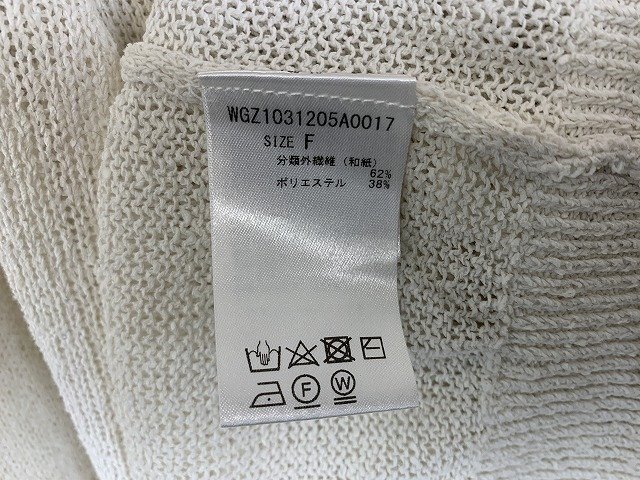 WGZ1031205A0017
SIZE F
分類外繊維（和紙）
62%
ポリエステル 38%
F W